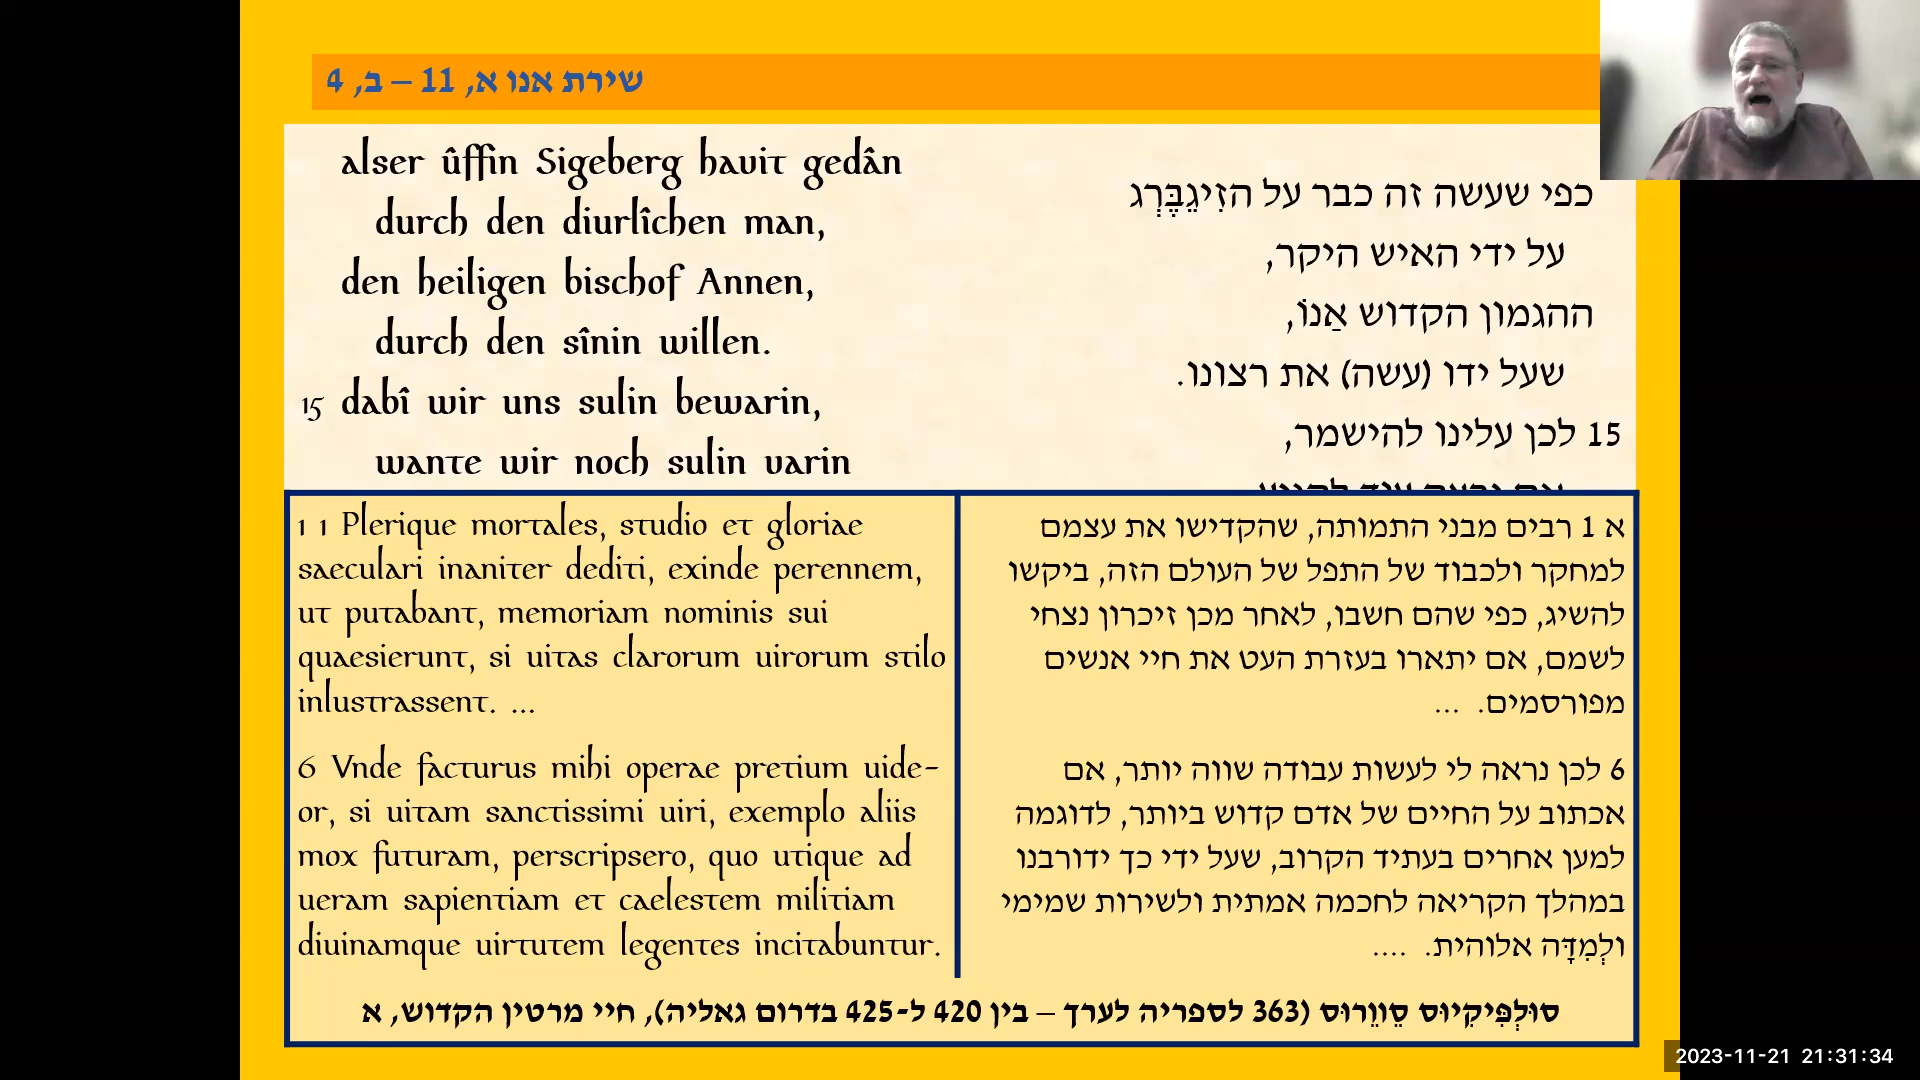 שירת אנו א, 11 – ב, 4
alser ûffin Sigeberg havit gedân
durch den diurlîchen man,
den heiligen bischof Annen,
durch den sînin willen.
15 dabî wir uns sulin bewarin,
wante wir noch sulin varin
כפי שעשה זה כבר על הזִיגֵבֶּרְג
על ידי האיש היקר,
ההגמון הקדוש אַנוֹ,
שעל ידו (עשה) את רצונו.
15 לכן עלינו להישמר,
1 1 Plerique mortales, studio et gloriae
saeculari inaniter dediti, exinde perennem,
ut putabant, memoriam nominis sui
quaesierunt, si uitas clarorum uirorum stilo
inlustrassent. ...
6 Vnde facturus mihi operae pretium uide-
or, si uitam sanctissimi uiri, exemplo aliis
mox futuram, perscripsero, quo utique ad
ueram sapientiam et caelestem militiam
diuinamque uirtutem legentes incitabuntur.
א 1 רבים מבני התמותה, שהקדישו את עצמם
למחקר ולכבוד של התפל של העולם הזה, ביקשו
להשיג, כפי שהם חשבו, לאחר מכן זיכרון נצחי
לשמם, אם יתארו בעזרת העט את חיי אנשים
מפורסמים. ...
6 לכן נראה לי לעשות עבודה שווה יותר, אם
אכתוב על החיים של אדם קדוש ביותר, לדוגמה
למען אחרים בעתיד הקרוב, שעל ידי כך ידורבנו
במהלך הקריאה לחכמה אמתית ולשירות שמימי
ולְמִדָּה אלוהית. ....
סוּלְפִּיקִיוּס סֵווֵרוּס (363 לספריה לערך – בין 420 ל-425 בדרום גאליה), חיי מרטין הקדוש, א
2023-11-21 21:31:34